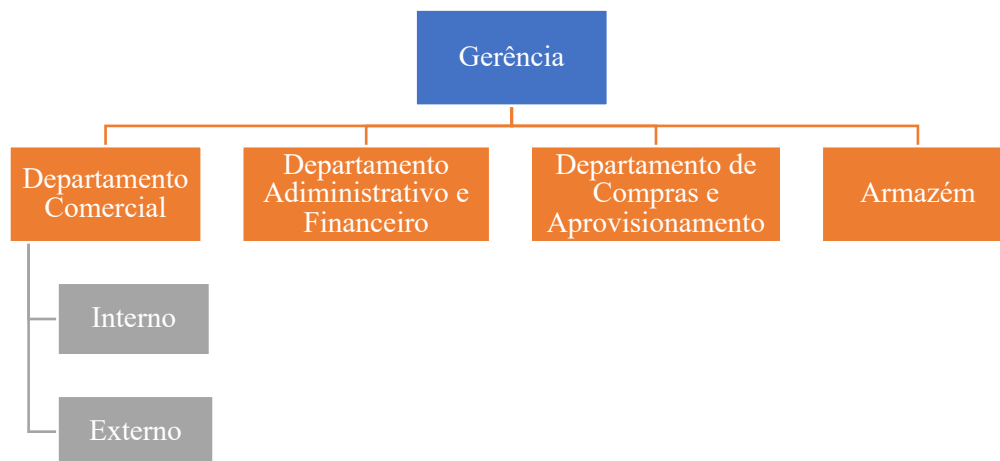 Gerência
Departamento
Comercial
Departamento
Adiministrativo e
Financeiro
Departamento de
Compras e
Aprovisionamento
Armazém
Interno
Externo